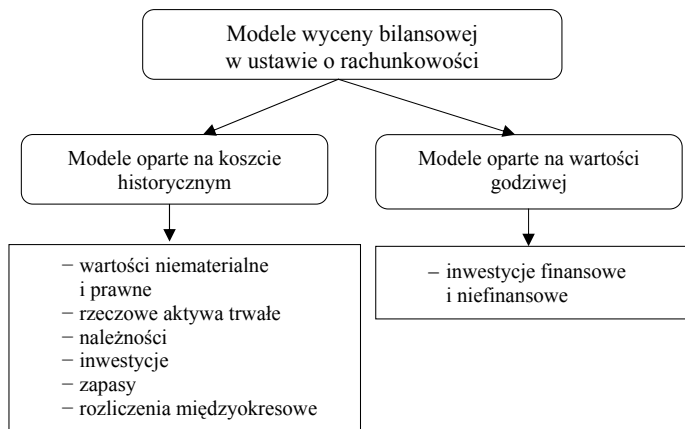 Modele wyceny bilansowej
w ustawie o rachunkowości
Modele oparte na koszcie
historycznym
Modele oparte na wartości
godziwej
– wartości niematerialne
i prawne
– rzeczowe aktywa trwałe
– należności
– inwestycje
– zapasy
– rozliczenia międzyokresowe
– inwestycje finansowe
i niefinansowe